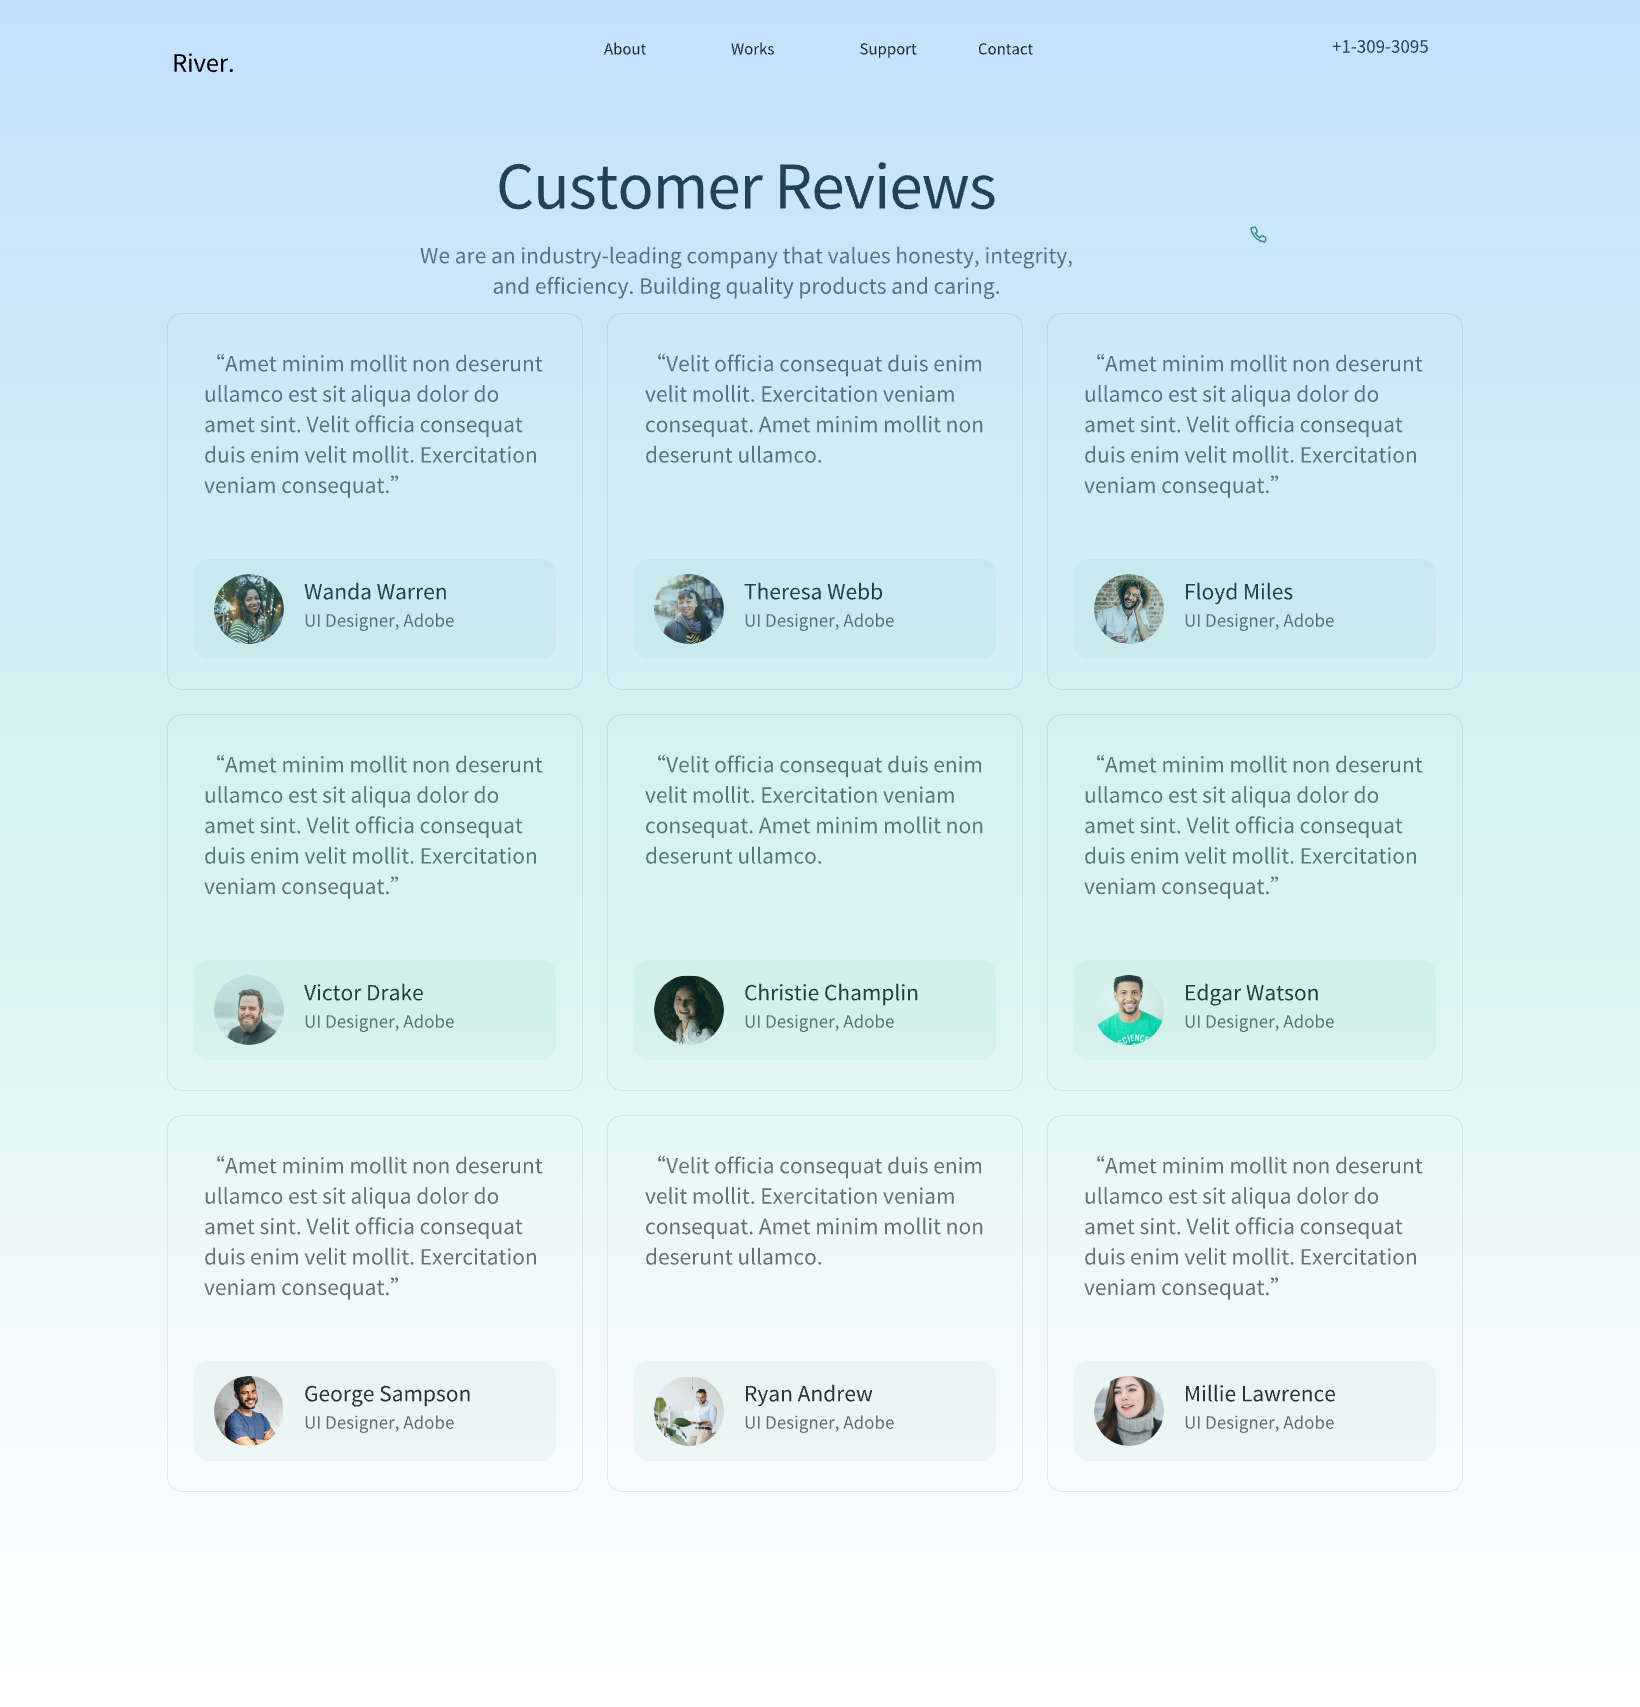 River.
About
Works
Support
Contact
+1-309-3095
Customer Reviews
We are an industry-leading company that values honesty, integrity,
and efficiency. Building quality products and caring.
“Amet minim mollit non deserunt
ullamco est sit aliqua dolor do
amet sint. Velit officia consequat
duis enim velit mollit. Exercitation
veniam consequat.”
Wanda Warren
UI Designer, Adobe
“Velit officia consequat duis enim
velit mollit. Exercitation veniam
consequat. Amet minim mollit non
deserunt ullamco.
Theresa Webb
UI Designer, Adobe
“Amet minim mollit non deserunt
ullamco est sit aliqua dolor do
amet sint. Velit officia consequat
duis enim velit mollit. Exercitation
veniam consequat.”
Floyd Miles
UI Designer, Adobe
“Amet minim mollit non deserunt
ullamco est sit aliqua dolor do
amet sint. Velit officia consequat
duis enim velit mollit. Exercitation
veniam consequat.”
Victor Drake
UI Designer, Adobe
“Velit officia consequat duis enim
velit mollit. Exercitation veniam
consequat. Amet minim mollit non
deserunt ullamco.
Christie Champlin
UI Designer, Adobe
“Amet minim mollit non deserunt
ullamco est sit aliqua dolor do
amet sint. Velit officia consequat
duis enim velit mollit. Exercitation
veniam consequat.”
SCIENCE
Edgar Watson
UI Designer, Adobe
“Amet minim mollit non deserunt
ullamco est sit aliqua dolor do
amet sint. Velit officia consequat
duis enim velit mollit. Exercitation
veniam consequat.”
George Sampson
UI Designer, Adobe
“Velit officia consequat duis enim
velit mollit. Exercitation veniam
consequat. Amet minim mollit non
deserunt ullamco.
Ryan Andrew
UI Designer, Adobe
“Amet minim mollit non deserunt
ullamco est sit aliqua dolor do
amet sint. Velit officia consequat
duis enim velit mollit. Exercitation
veniam consequat.”
Millie Lawrence
UI Designer, Adobe